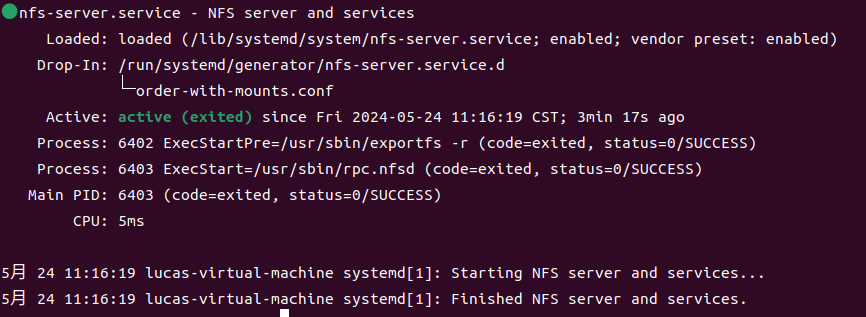 nfs-server.service - NFS server and services
Loaded: loaded (/lib/systemd/system/nfs-server.service; enabled; vendor preset: enabled)
Drop-In: /run/systemd/generator/nfs-server.service.d
└─order-with-mounts.conf
Active: active (exited) since Fri 2024-05-24 11:16:19 CST; 3min 17s ago
Process: 6402 ExecStartPre=/usr/sbin/exportfs -r (code=exited, status=0/SUCCESS)
Process: 6403 ExecStart=/usr/sbin/rpc.nfsd (code=exited, status=0/SUCCESS)
Main PID: 6403 (code=exited, status=0/SUCCESS)
CPU: 5ms
5月 24 11:16:19 lucas-virtual-machine systemd[1]: Starting NFS server and services...
5月 24 11:16:19 lucas-virtual-machine systemd[1]: Finished NFS server and services.